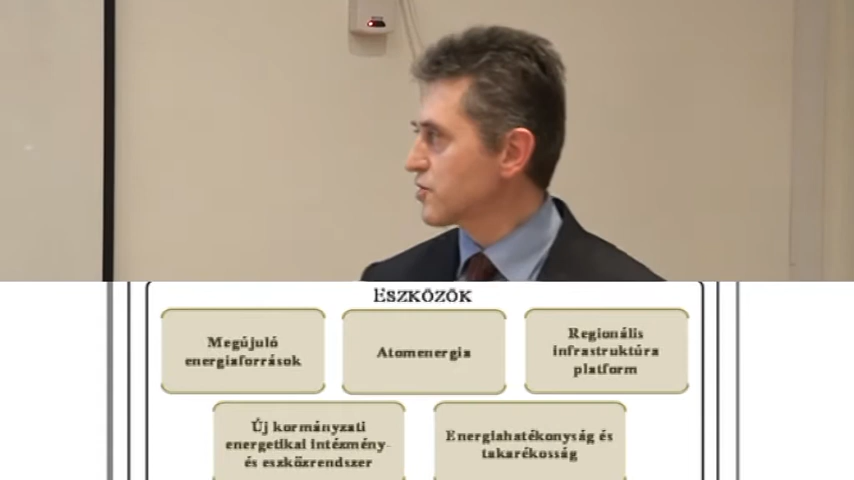 ESZKÖZÖK
Megújuló
energiaforrások
Atomenergia
Regionális
infrastruktúra
platform
Új kormányzati
energetikai intézmény-
és eszközrendszer
Energiahatékonyság és
takarékosság